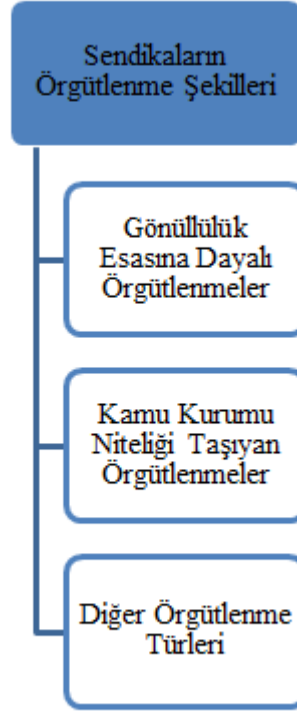 Sendikaların
Örgütlenme Şekilleri
Gönüllülük
Esasına Dayalı
Örgütlenmeler
Kamu Kurumu
Niteliği Taşıyan
Örgütlenmeler
Diğer Örgütlenme
Türleri